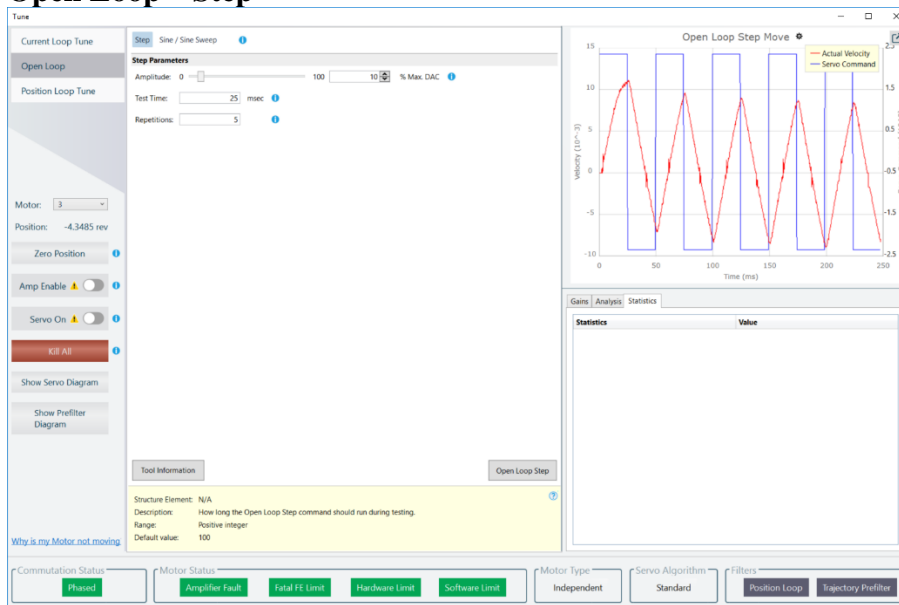 Open Loop – Step
Tune
Current Loop Tune
Open Loop
Position Loop Tune
Motor: 3
Position: -4.3485 rev
Zero Position
Amp Enable
Servo On
Kill All
Show Servo Diagram
Show Prefilter
Diagram
Why is my Motor not moving
Step Sine / Sine Sweep
Step Parameters
Amplitude: 0 100 10 % Max. DAC
Test Time: 25 msec
Repetitions: 5
Tool Information
Open Loop Step
Structure Element: N/A
Description: How long the Open Loop Step command should run during testing.
Range: Positive integer
Default value: 100
Open Loop Step Move
Actual Velocity
Servo Command
Velocity (10^-3)
15
10
5
0
-5
-10
2.5
1.5
0.5
-0.5
-1.5
-2.5
0 50 100 150 200 250
Time (ms)
Gains Analysis Statistics
Statistics Value
Commutation Status
Phased
Motor Status
Amplifier Fault Fatal FE Limit Hardware Limit Software Limit
Motor Type
Independent
Servo Algorithm
Standard
Filters
Position Loop Trajectory Prefilter